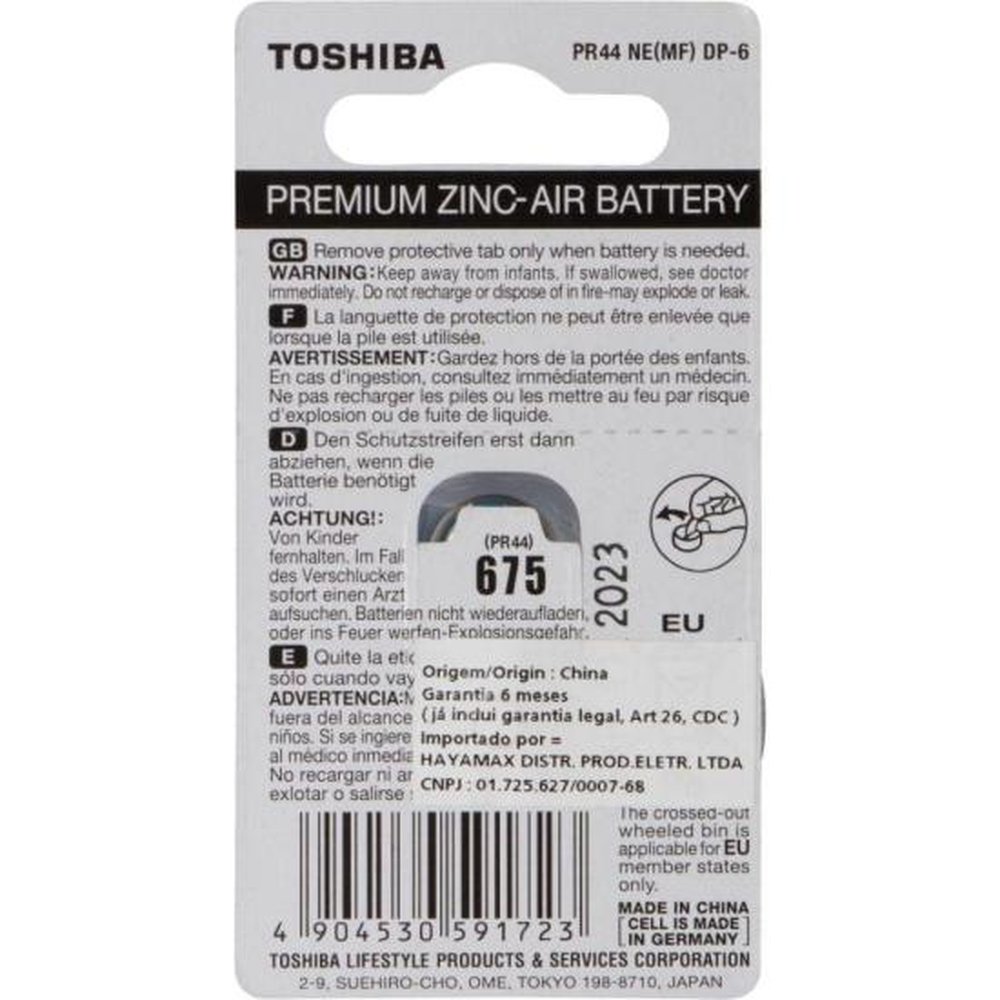 TOSHIBA
PR44 NE(MF) DP-6
PREMIUM ZINC-AIR BATTERY
GB Remove protective tab only when battery is needed.
WARNING:Keep away from infants. If swallowed, see doctor
immediately. Do not recharge or dispose of in fire-may explode or leak.
F La languette de protection ne peut être enlevée que
lorsque la pile est utilisée.
AVERTISSEMENT:Gardez hors de la portée des enfants.
En cas d'ingestion, consultez immédiatement un médecin.
Ne pas recharger les piles ou les mettre au feu par risque
d'explosion ou de fuite de liquide.
D Den Schutzstreifen erst dann
abziehen, wenn die
Batterie benötigt
wird.
ACHTUNG!:
Von Kinder
fernhalten. Im Fall
des Verschlucken
sofort einen Arzt
aufsuchen. Batterien nicht wiederaufladen,
oder ins Feuer werfen-Explosionsgefahr.
(PR44)
675
2023
EU
E Quite la etic
sólo cuando vay
ADVERTENCIA:M
fuera del alcance
niños. Si se ingiere
al médico inmedia
No recargar ni ar
exlotar o salirse
Origem/Origin : China
Garantia 6 meses
( já inclui garantia legal, Art 26, CDC )
Importado por =
HAYAMAX DISTR. PROD.ELETR. LTDA
CNPJ : 01.725.627/0007-68
The crossed-out
wheeled bin is
applicable for EU
member states
only.
MADE IN CHINA
[CELL IS MADE
IN GERMANY]
4 904530 591723
TOSHIBA LIFESTYLE PRODUCTS & SERVICES CORPORATION
2-9, SUEHIRO-CHO, OME, TOKYO 198-8710, JAPAN